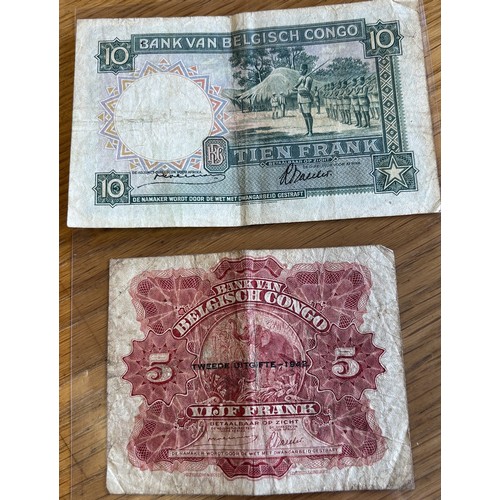 10 BANK VAN BELGISCH CONGO 10
BETAALBAAR OP ZICHT
TIEN FRANK
10
DE NAMAKER WORDT DOOR DE WET MET DWANGARBEID GESTRAFT
BANK VAN
BELGISCH CONGO
5 5
TWEEDE UITGIFTE-1942
VIJF FRANK
BETAALBAAR OP ZICHT
DE NAMAKER WORDT DOOR DE WET MET DWANGARBEID GESTRAFT